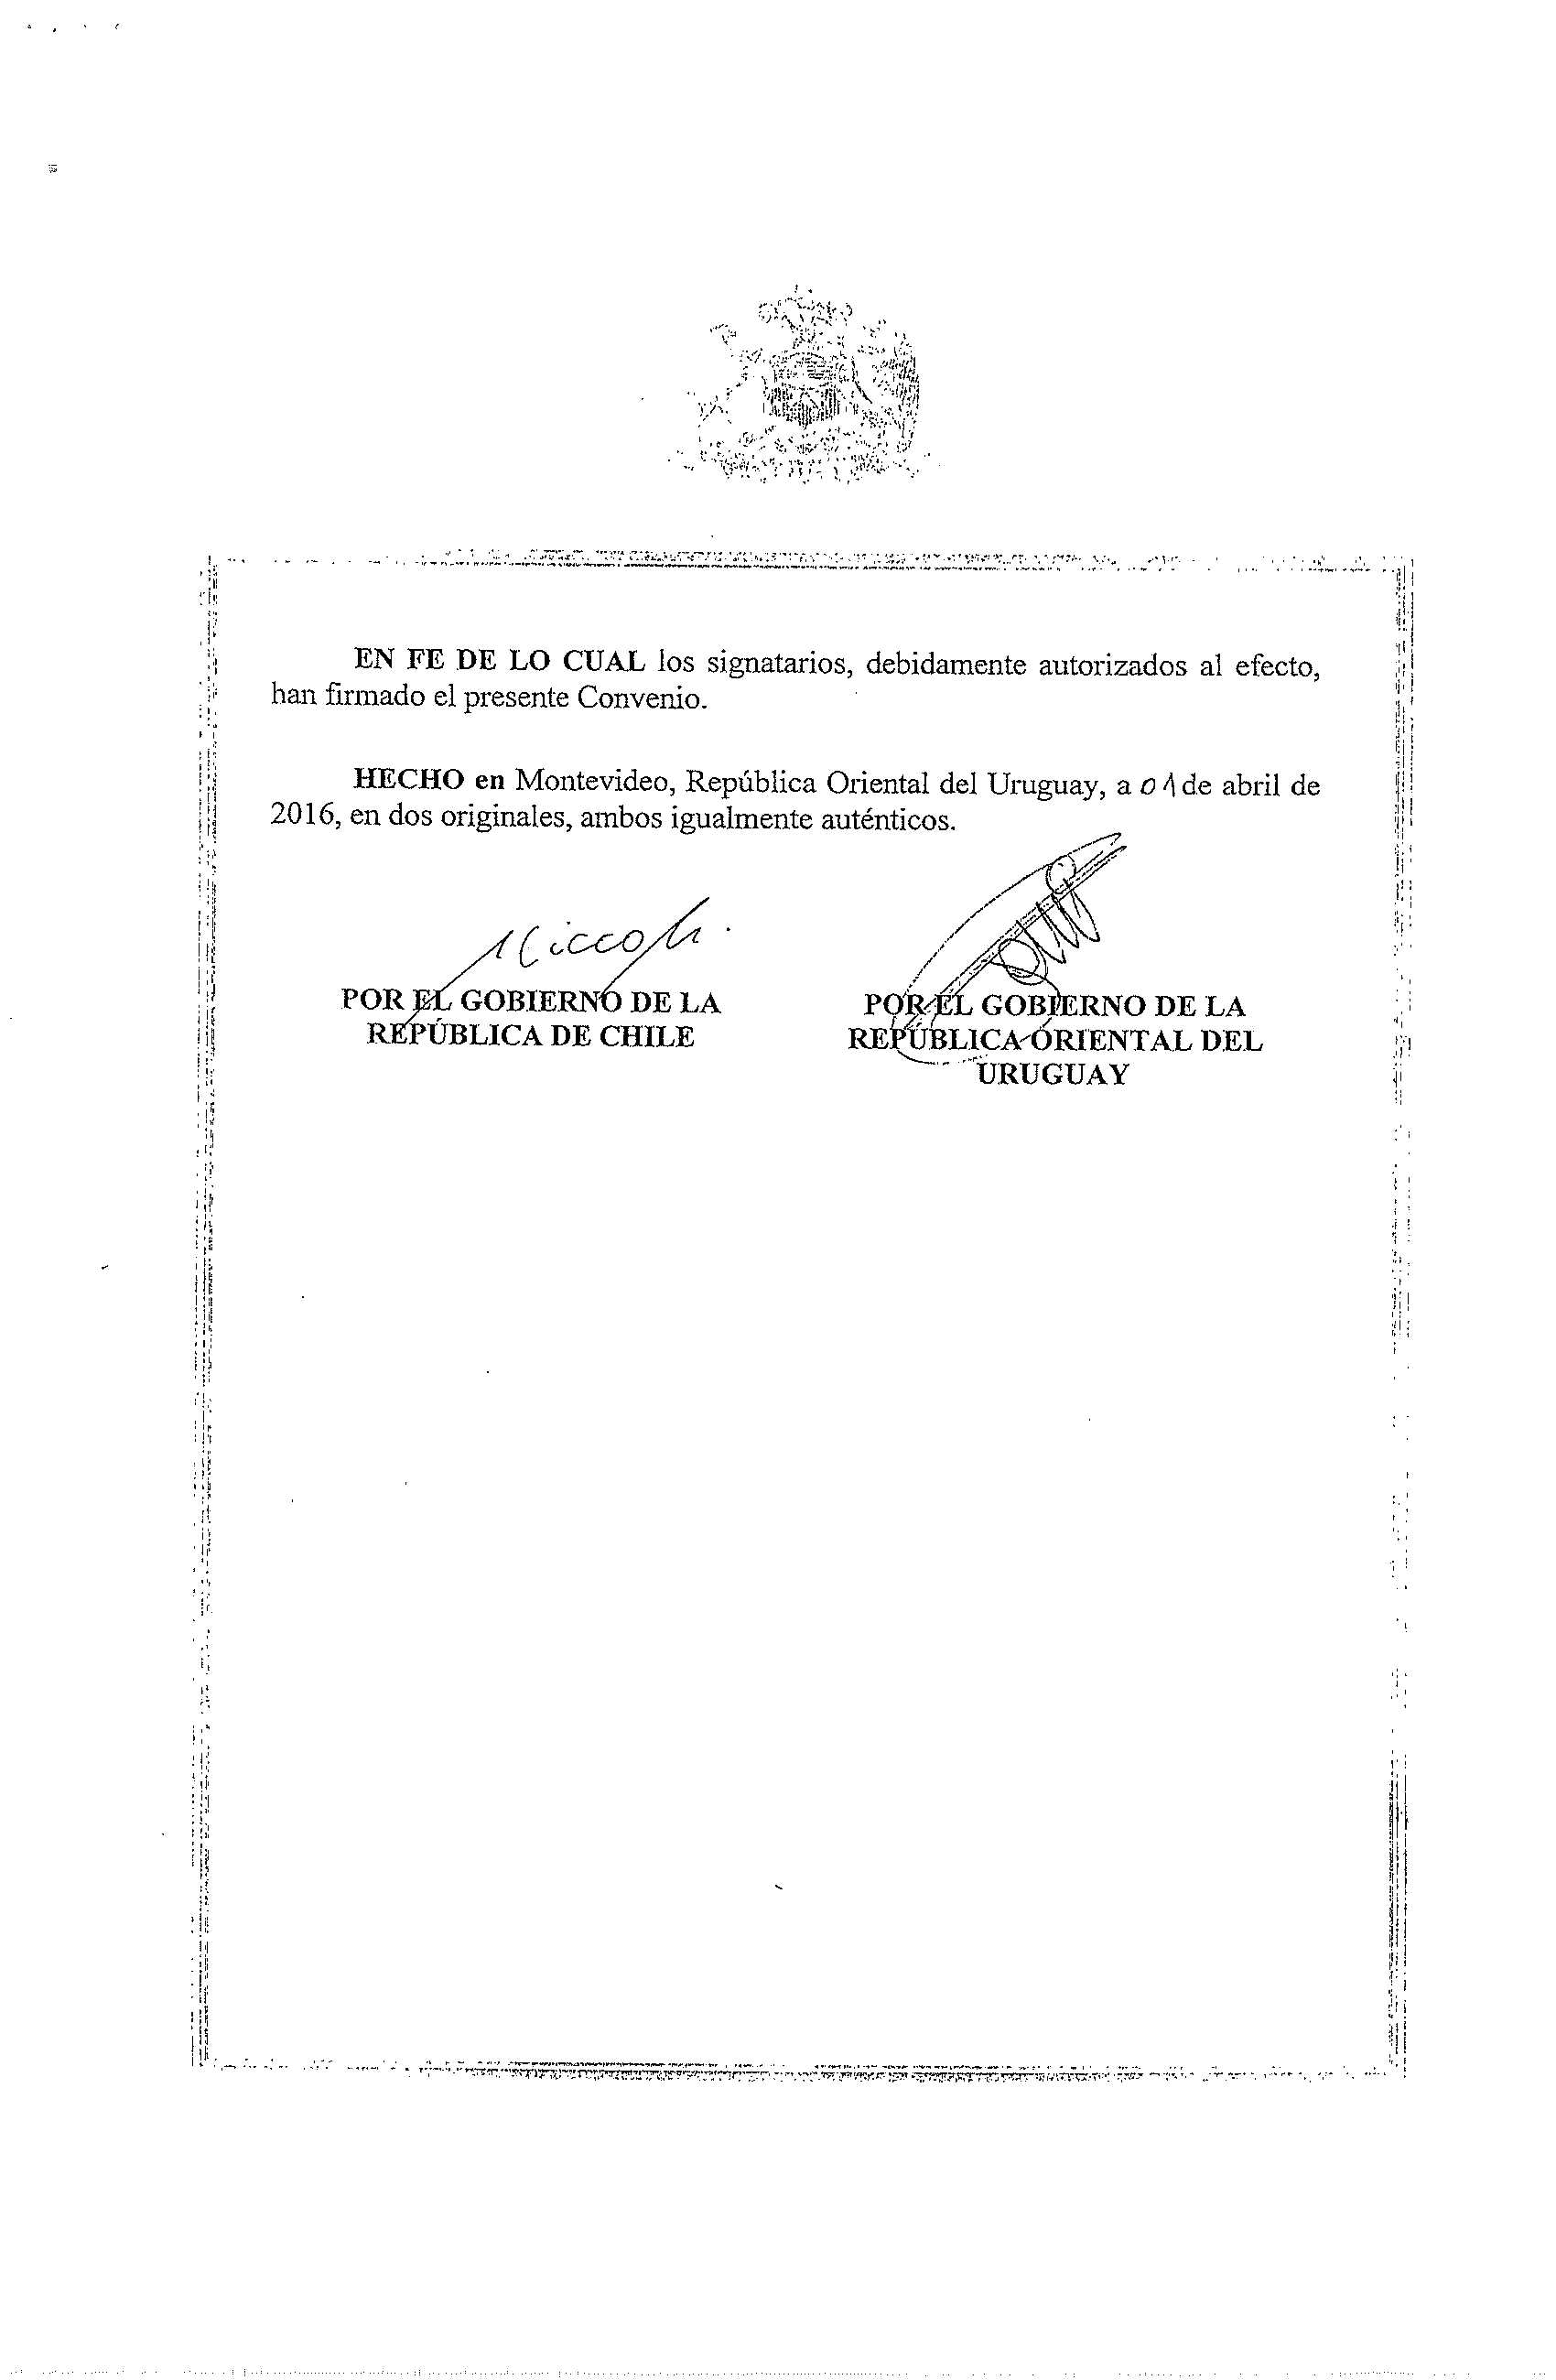 EN FE DE LO CUAL los signatarios, debidamente autorizados al efecto,
han firmado el presente Convenio.
HECHO en Montevideo, República Oriental del Uruguay, a 01 de abril de
2016, en dos originales, ambos igualmente auténticos.
POR EL GOBIERNO DE LA
REPÚBLICA DE CHILE
POR EL GOBIERNO DE LA
REPÚBLICA ORIENTAL DEL
URUGUAY